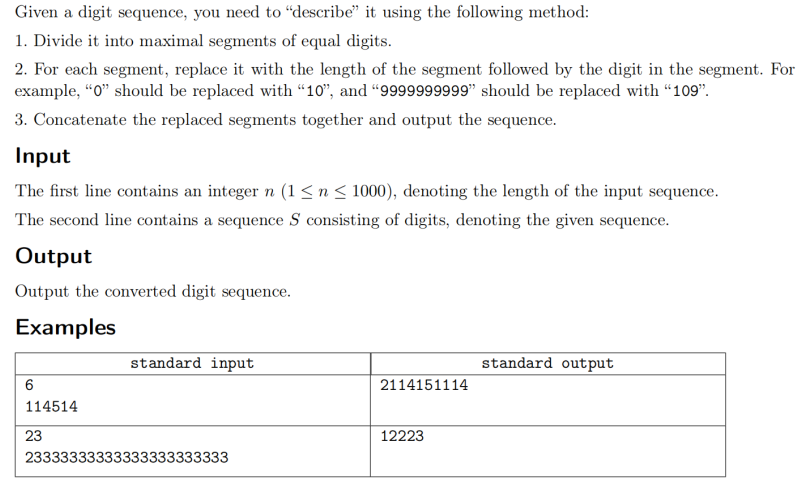 Given a digit sequence, you need to “describe” it using the following method:
1. Divide it into maximal segments of equal digits.
2. For each segment, replace it with the length of the segment followed by the digit in the segment. For
example, “0” should be replaced with “10”, and “9999999999” should be replaced with “109”.
3. Concatenate the replaced segments together and output the sequence.
Input
The first line contains an integer n (1 ≤ n ≤ 1000), denoting the length of the input sequence.
The second line contains a sequence S consisting of digits, denoting the given sequence.
Output
Output the converted digit sequence.
Examples
standard input standard output
6 2114151114
114514
23 12223
23333333333333333333333